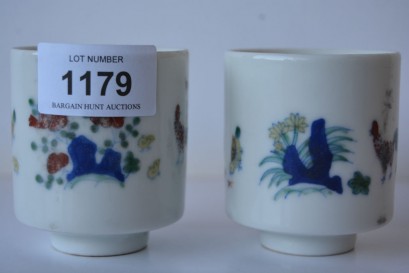 LOT NUMBER
1179
BARGAIN HUNT AUCTIONS